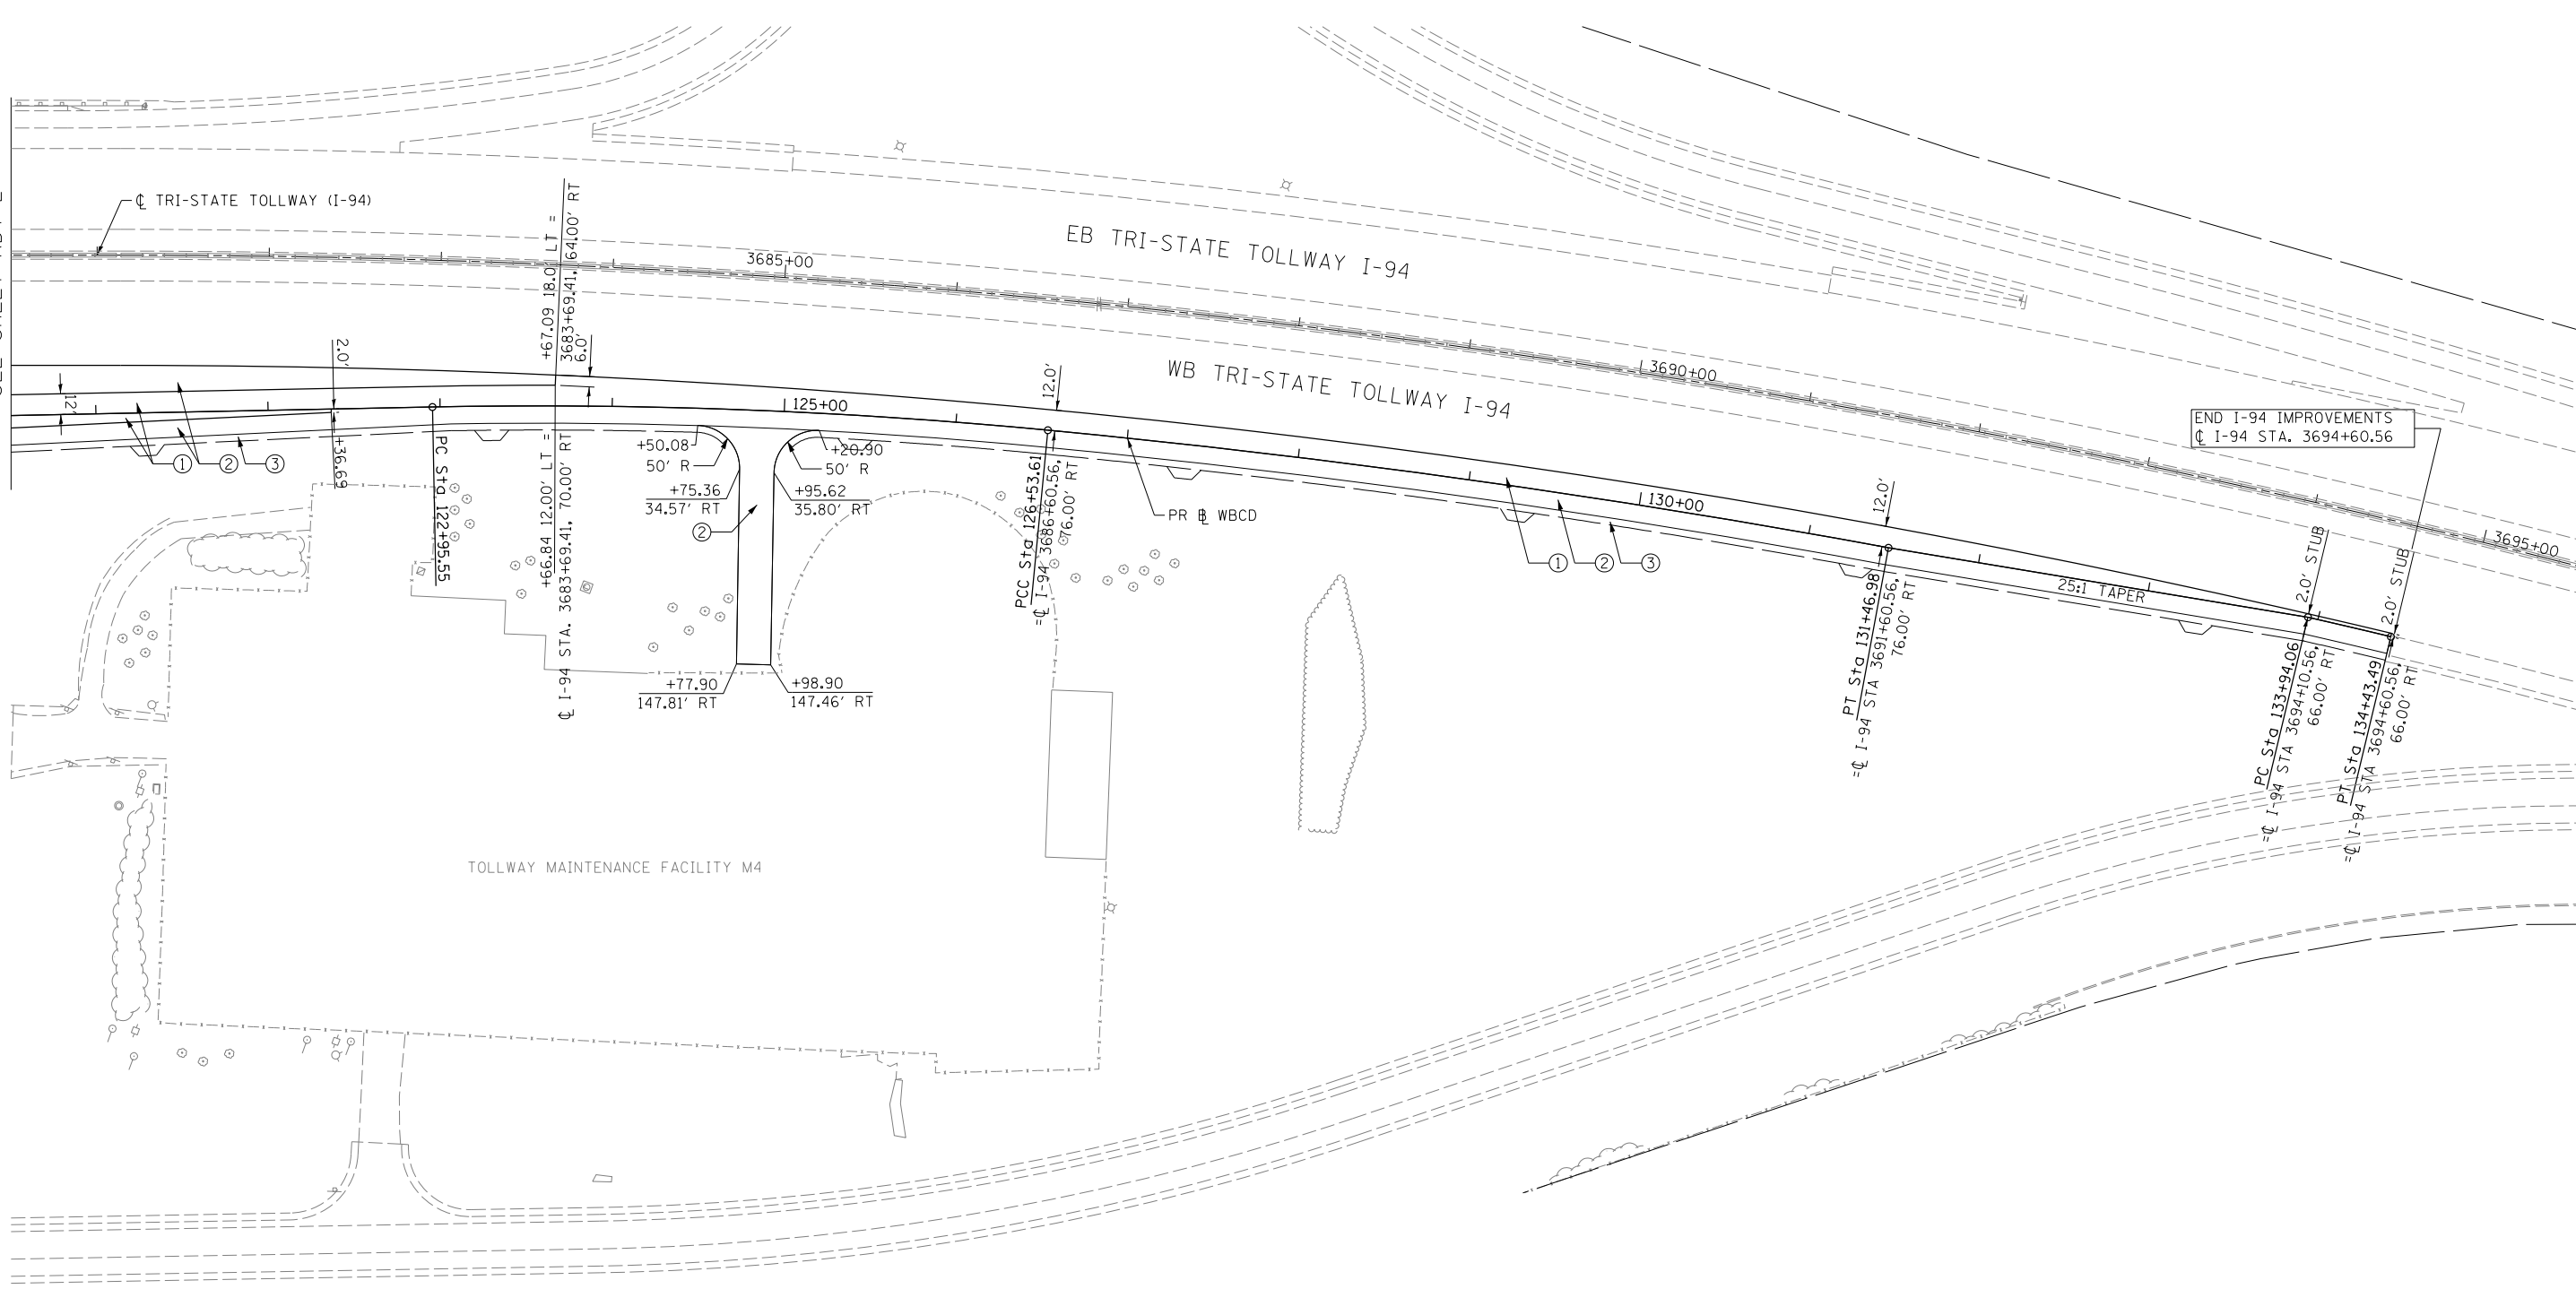 ℄ TRI-STATE TOLLWAY (I-94)
+67.09 18.0' LT =
3683+69.41, 64.00' RT
6.0'
3685+00
EB TRI-STATE TOLLWAY I-94
WB TRI-STATE TOLLWAY I-94
3690+00
3695+00
END I-94 IMPROVEMENTS
℄ I-94 STA. 3694+60.56
2.0'
12'
+36.69
1
2
3
PC Sta 122+95.55
+66.84 12.00' LT =
℄ I-94 STA. 3683+69.41, 70.00' RT
125+00
+50.08
50' R
+75.36
34.57' RT
2
+20.90
50' R
+95.62
35.80' RT
+77.90
147.81' RT
+98.90
147.46' RT
12.0'
PCC Sta 126+53.61
=℄ I-94 3686+60.56,
76.00' RT
PR B WBCD
130+00
1
2
3
12.0'
PT Sta 131+46.98
=℄ I-94 STA 3691+60.56,
76.00' RT
25:1 TAPER
2.0' STUB
2.0' STUB
PC Sta 133+94.06
=℄ I-94 STA 3694+10.56,
66.00' RT
PT Sta 134+43.49
=℄ I-94 STA 3694+60.56,
66.00' RT
TOLLWAY MAINTENANCE FACILITY M4